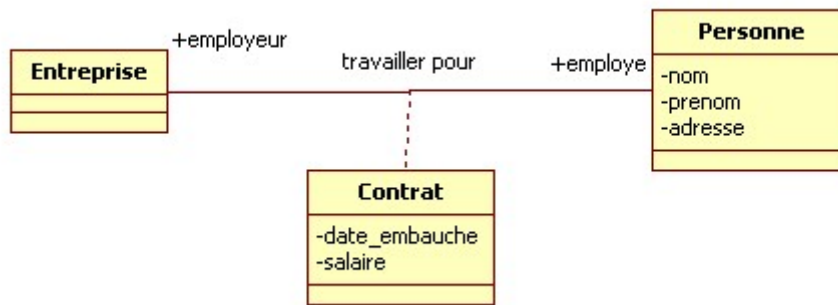 +employeur
Entreprise
travailler pour
+employe
Personne
-nom
-prenom
-adresse
Contrat
-date_embauche
-salaire